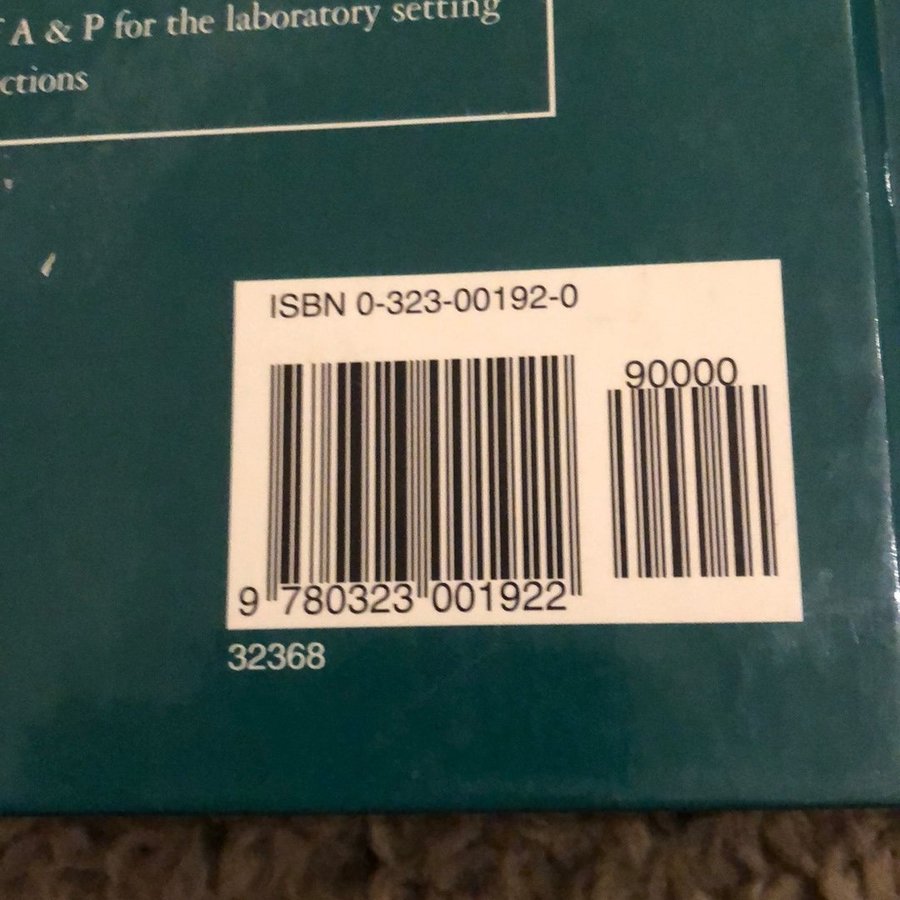 A & P for the laboratory setting
ctions
ISBN 0-323-00192-0
90000
9 780323 001922
32368